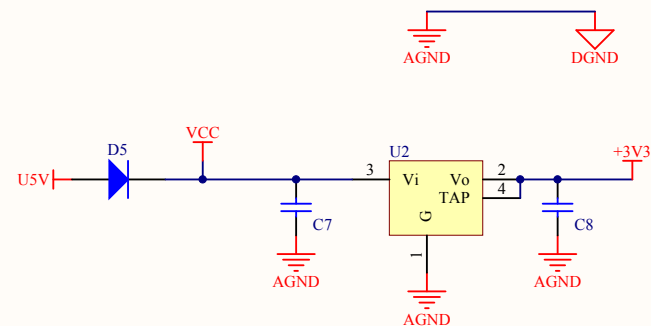 AGND
DGND
VCC
D5
U2
+3V3
U5V
3
Vi
Vo
2
TAP
4
G
1
C7
C8
AGND
AGND
AGND